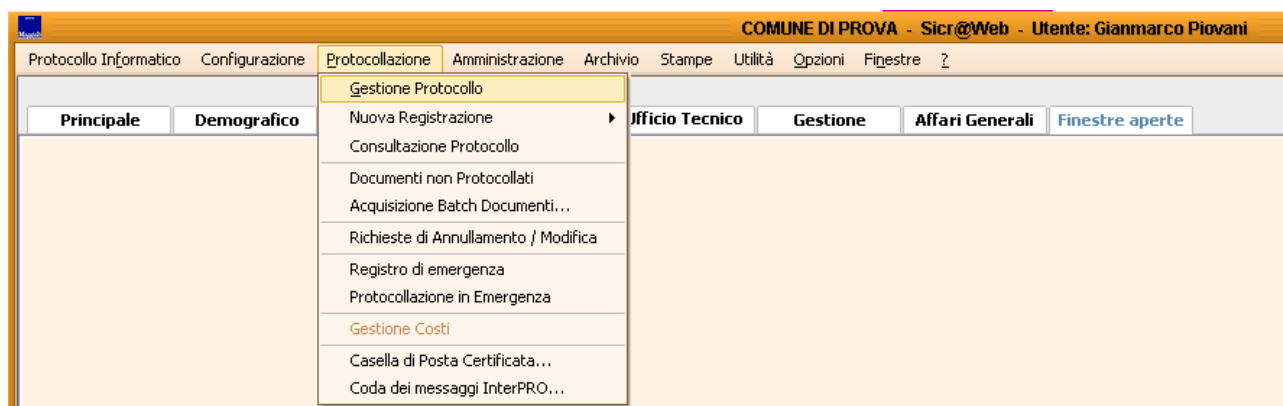 COMUNE DI PROVA - Sicr@Web - Utente: Gianmarco Piovani
Protocollo Informatico Configurazione Protocollazione Amministrazione Archivio Stampe Utilità Opzioni Finestre ?
Principale Demografico Ufficio Tecnico Gestione Affari Generali Finestre aperte
Gestione Protocollo
Nuova Registrazione
Consultazione Protocollo
Documenti non Protocollati
Acquisizione Batch Documenti...
Richieste di Annullamento / Modifica
Registro di emergenza
Protocollazione in Emergenza
Gestione Costi
Casella di Posta Certificata...
Coda dei messaggi InterPRO...